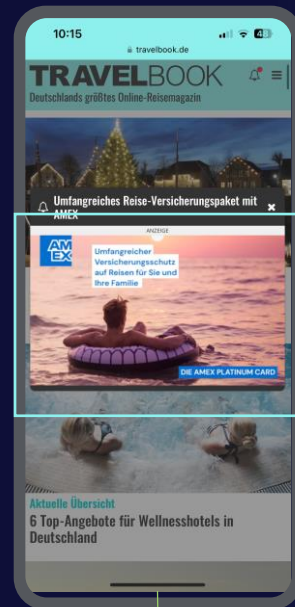 10:15
travelbook.de
TRAVELBOOK
Deutschlands größtes Online-Reisemagazin
Umfangreiches Reise-Versicherungspaket mit
AMEX
ANZEIGE
AM
EX
Umfangreicher
Versicherungsschutz
auf Reisen für Sie und
Ihre Familie
DIE AMEX PLATINUM CARD
Aktuelle Übersicht
6 Top-Angebote für Wellnesshotels in
Deutschland